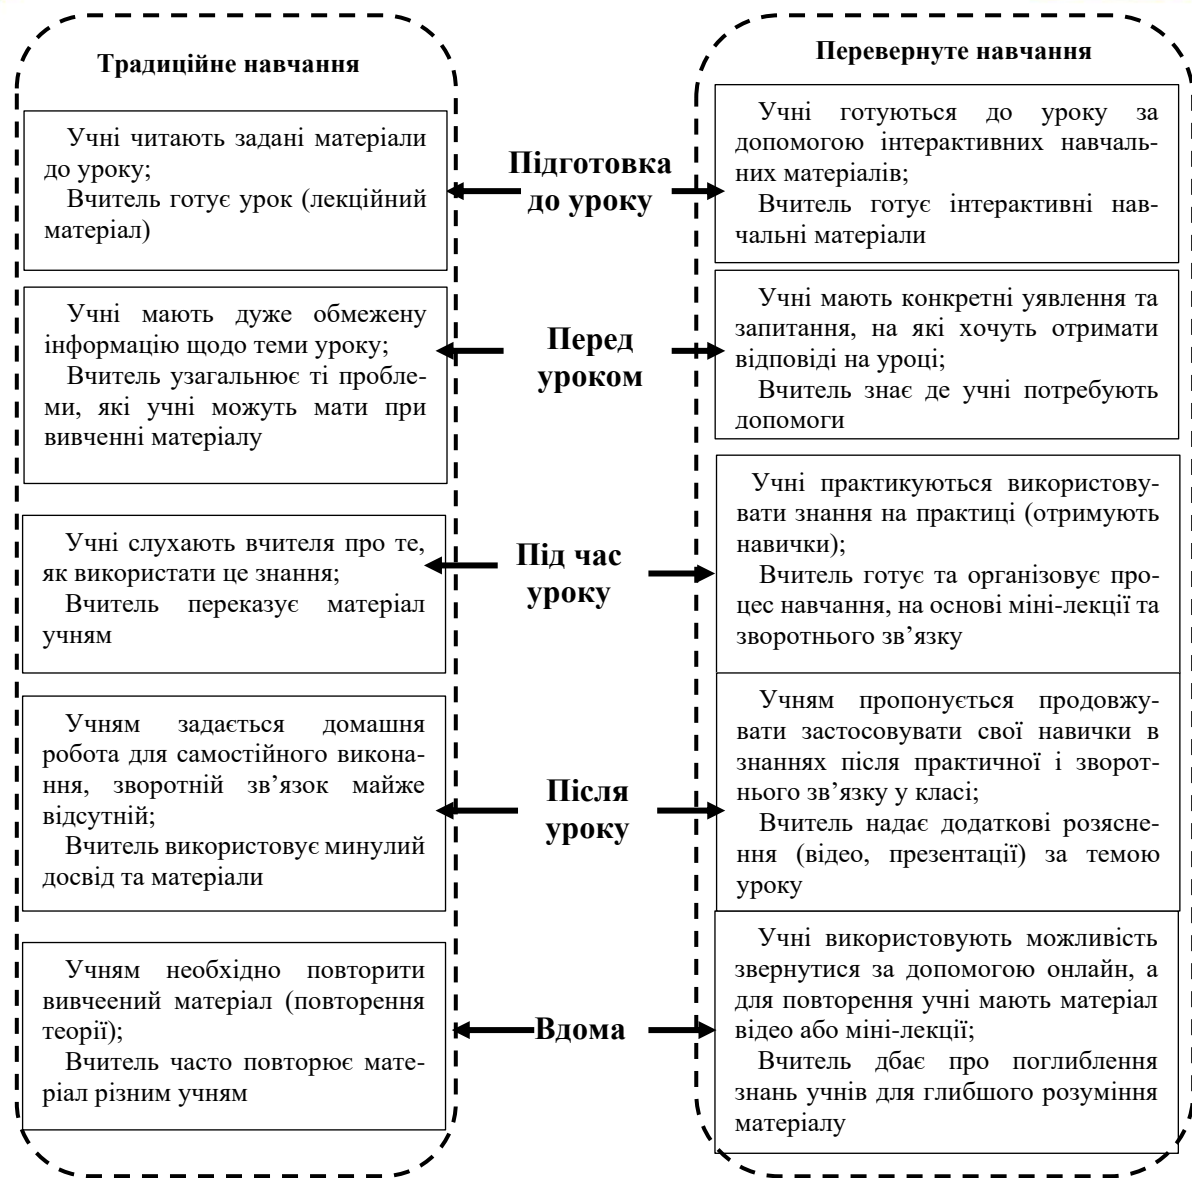 Традиційне навчання
Учні читають задані матеріали
до уроку;
Вчитель готує урок (лекційний
матеріал)
Учні мають дуже обмежену
інформацію щодо теми уроку;
Вчитель узагальнює ті пробле-
ми, які учні можуть мати при
вивченні матеріалу
Учні слухають вчителя про те,
як використати це знання;
Вчитель переказує матеріал
учням
Учням задається домашня
робота для самостійного викона-
ння, зворотній зв’язок майже
відсутній;
Вчитель використовує минулий
досвід та матеріали
Учням необхідно повторити
вивчеений матеріал (повторення
теорії);
Вчитель часто повторює мате-
ріал різним учням
Підготовка
до уроку
Перед
уроком
Під час
уроку
Після
уроку
Вдома
Перевернуте навчання
Учні готуються до уроку за
допомогою інтерактивних навчаль-
них матеріалів;
Вчитель готує інтерактивні нав-
чальні матеріали
Учні мають конкретні уявлення та
запитання, на які хочуть отримати
відповіді на уроці;
Вчитель знає де учні потребують
допомоги
Учні практикуються використову-
вати знання на практиці (отримують
навички);
Вчитель готує та організовує про-
цес навчання, на основі міні-лекції та
зворотнього зв’язку
Учням пропонується продовжу-
вати застосовувати свої навички в
знаннях після практичної і зворот-
нього зв’язку у класі;
Вчитель надає додаткові розясне-
ння (відео, презентації) за темою
уроку
Учні використовують можливість
звернутися за допомогою онлайн, а
для повторення учні мають матеріал
відео або міні-лекції;
Вчитель дбає про поглиблення
знань учнів для глибшого розуміння
матеріалу